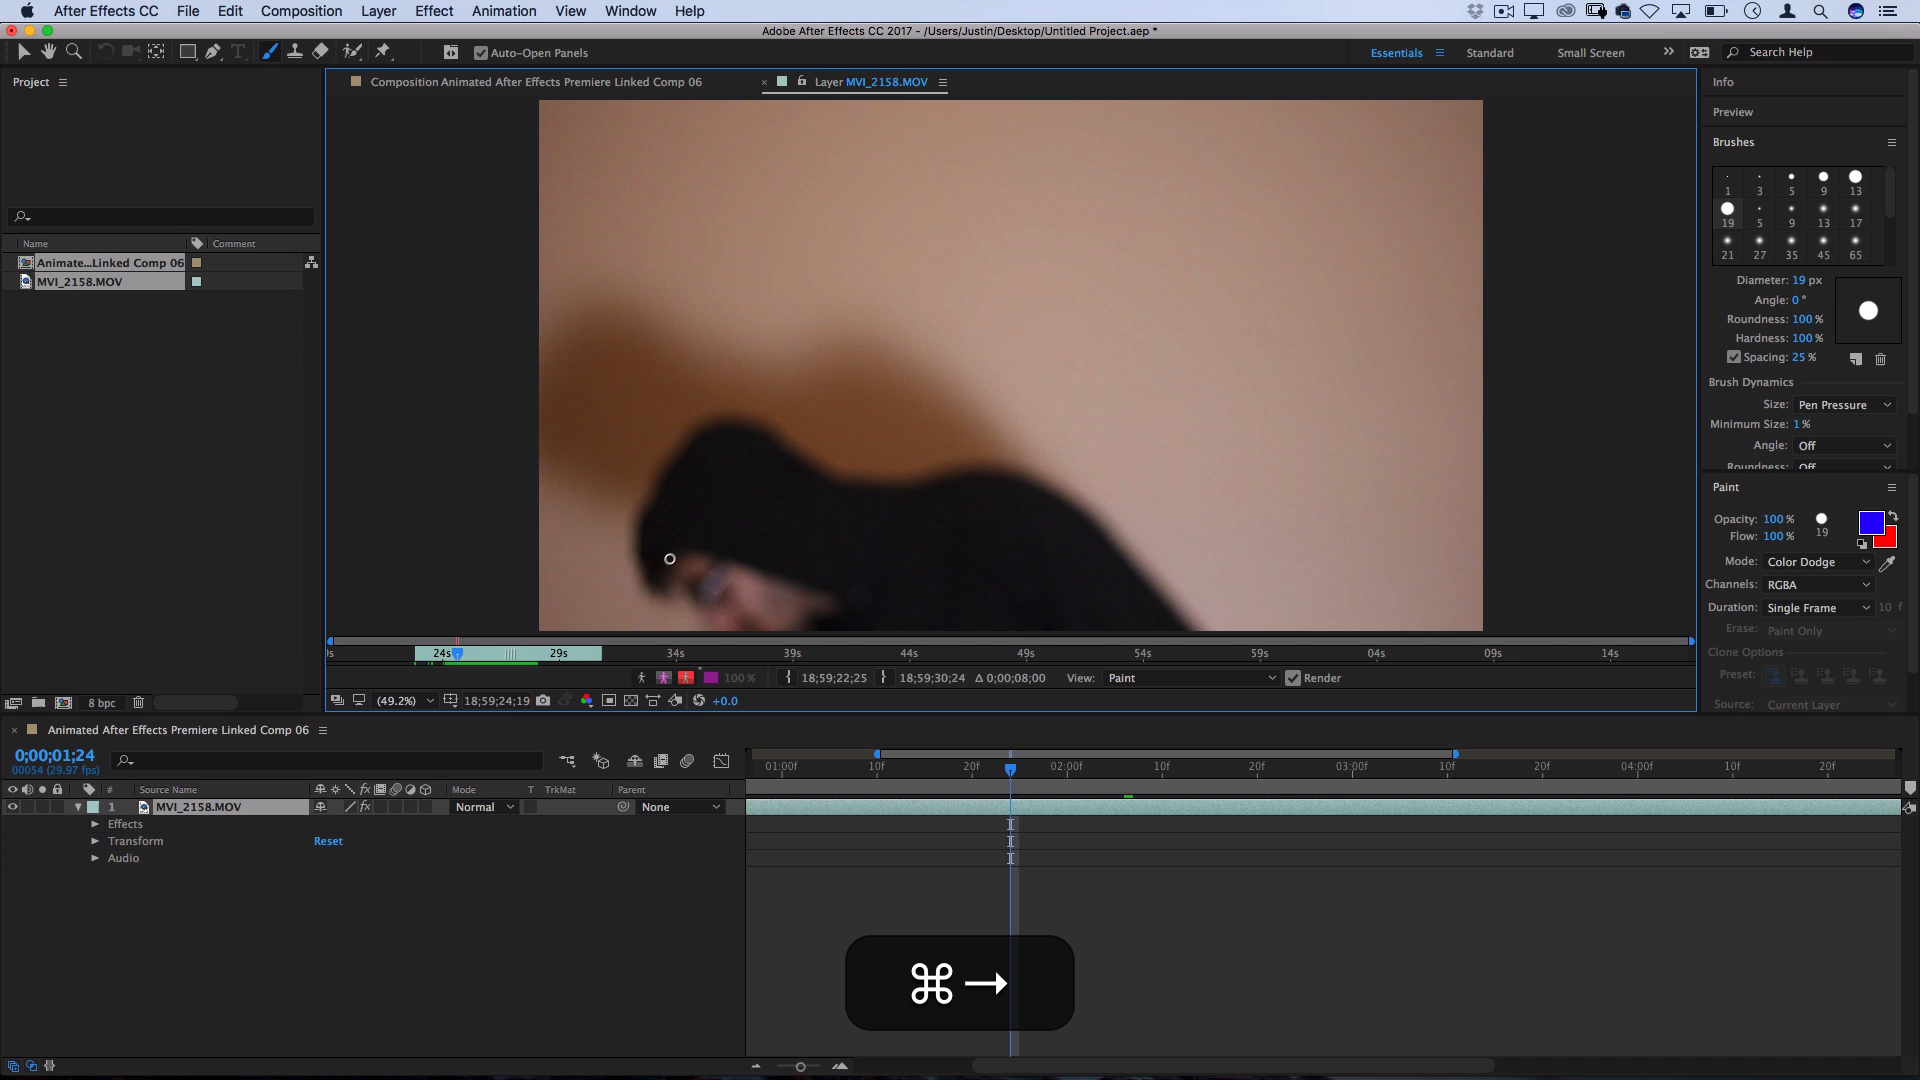 After Effects CC File Edit Composition Layer Effect Animation View Window Help
Adobe After Effects CC 2017 - /Users/Justin/Desktop/Untitled Project.aep *
Auto-Open Panels
Essentials Standard Small Screen Search Help
Project
Composition Animated After Effects Premiere Linked Comp 06
Layer MVI_2158.MOV
Info
Preview
Brushes
1 3 5 9 13
19 5 9 13 17
21 27 35 45 65
Diameter: 19 px
Angle: 0 °
Roundness: 100 %
Hardness: 100 %
Spacing: 25 %
Brush Dynamics
Size: Pen Pressure
Minimum Size: 1 %
Angle: Off
Roundness: Off
Name Comment
Animate...Linked Comp 06
MVI_2158.MOV
Paint
Opacity: 100 %
Flow: 100 %
19
Mode: Color Dodge
Channels: RGBA
Duration: Single Frame 10 f
Erase: Paint Only
Clone Options
Preset:
Source: Current Layer
0s 24s 29s 34s 39s 44s 49s 54s 59s 04s 09s 14s
100 % 18;59;22;25 18;59;30;24 Δ 0;00;08;00 View: Paint Render
8 bpc
(49.2%) 18;59;24;19 +0.0
Animated After Effects Premiere Linked Comp 06
0;00;01;24
00054 (29.97 fps)
01:00f 10f 20f 02:00f 10f 20f 03:00f 10f 20f 04:00f 10f 20f
# Source Name Mode T TrkMat Parent
1 MVI_2158.MOV fx Normal None
Effects
Transform Reset
Audio
⌘→